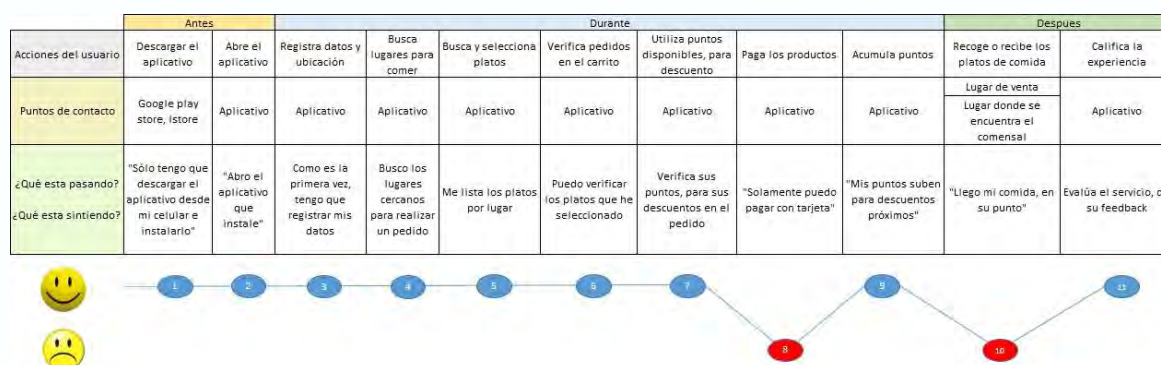 Antes
Durante
Despues
Acciones del usuario
Descargar el
aplicativo
Abre el
aplicativo
Registra datos y
ubicación
Busca
lugares para
comer
Busca y selecciona
platos
Verifica pedidos
en el carrito
Utiliza puntos
disponibles, para
descuento
Paga los productos
Acumula puntos
Recoge o recibe los
platos de comida
Califica la
experiencia
Puntos de contacto
Google play
store, Istore
Aplicativo
Aplicativo
Aplicativo
Aplicativo
Aplicativo
Aplicativo
Aplicativo
Aplicativo
Lugar de venta
Lugar donde se
encuentra el
comensal
Aplicativo
¿Qué esta pasando?
¿Qué esta sintiendo?
"Sólo tengo que
descargar el
aplicativo desde
mi celular e
instalarlo"
"Abro el
aplicativo
que
instale"
Como es la
primera vez,
tengo que
registrar mis
datos
Busco los
lugares
cercanos
para realizar
un pedido
Me lista los platos
por lugar
Puedo verificar
los platos que he
seleccionado
Verifica sus
puntos, para sus
descuentos en el
pedido
"Solamente puedo
pagar con tarjeta"
"Mis puntos suben
para descuentos
próximos"
"Llego mi comida, en
su punto"
Evalúa el servicio, d
su feedback
1
2
3
4
5
6
7
8
9
10
11